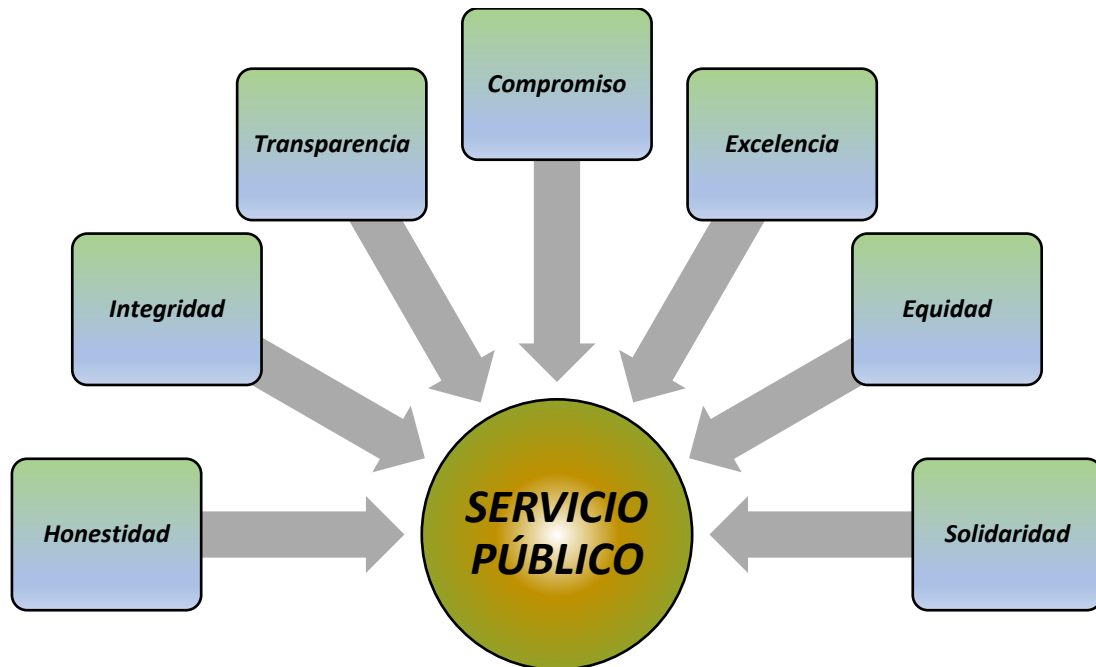 Compromiso
Transparencia
Excelencia
Integridad
Equidad
Honestidad
SERVICIO
PÚBLICO
Solidaridad